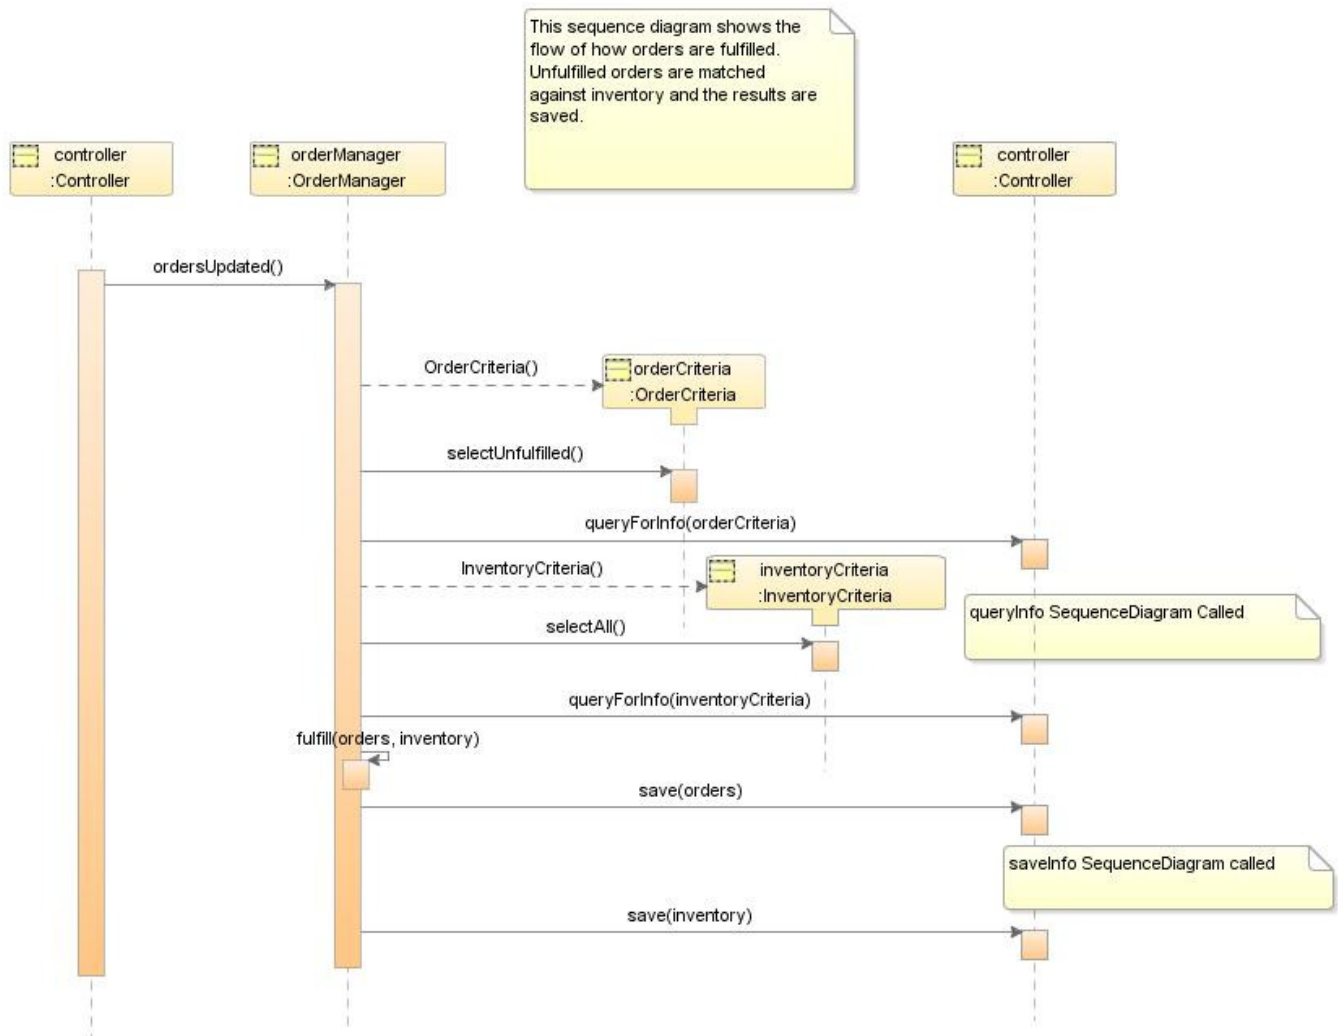 This sequence diagram shows the
flow of how orders are fulfilled.
Unfulfilled orders are matched
against inventory and the results are
saved.
controller
:Controller
orderManager
:OrderManager
controller
:Controller
ordersUpdated()
OrderCriteria()
orderCriteria
:OrderCriteria
selectUnfulfilled()
queryForInfo(orderCriteria)
InventoryCriteria()
inventoryCriteria
:InventoryCriteria
queryInfo SequenceDiagram Called
selectAll()
queryForInfo(inventoryCriteria)
fulfill(orders, inventory)
save(orders)
saveInfo SequenceDiagram called
save(inventory)